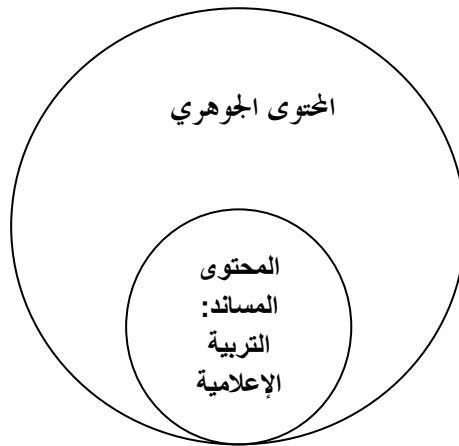 المحتوى الجوهري
المحتوى
المساند:
التربية
الإعلامية